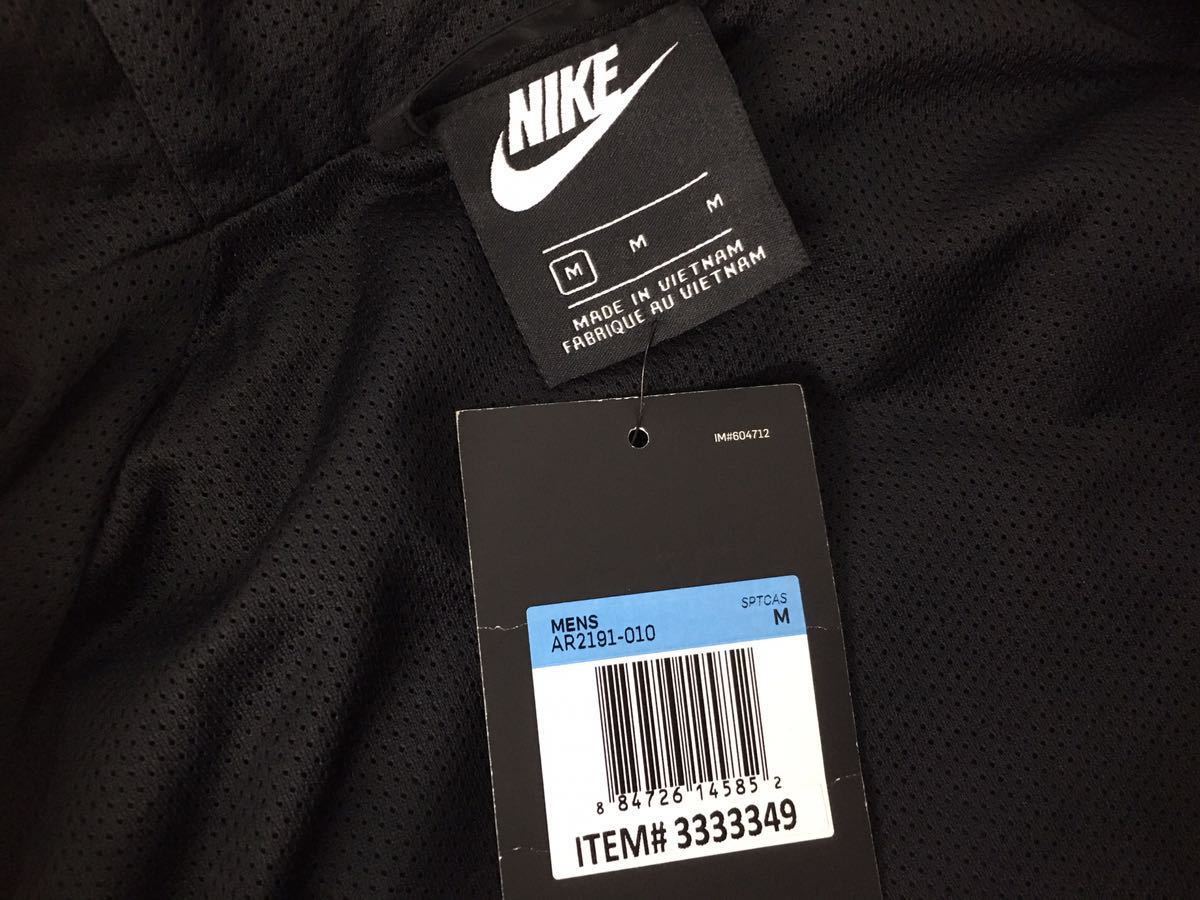 NIKE
M M M
MADE IN VIETNAM
FABRIQUE AU VIETNAM
IM#604712
SPTCAS
MENS M
AR2191-010
8 84726 14585 2
ITEM# 3333349